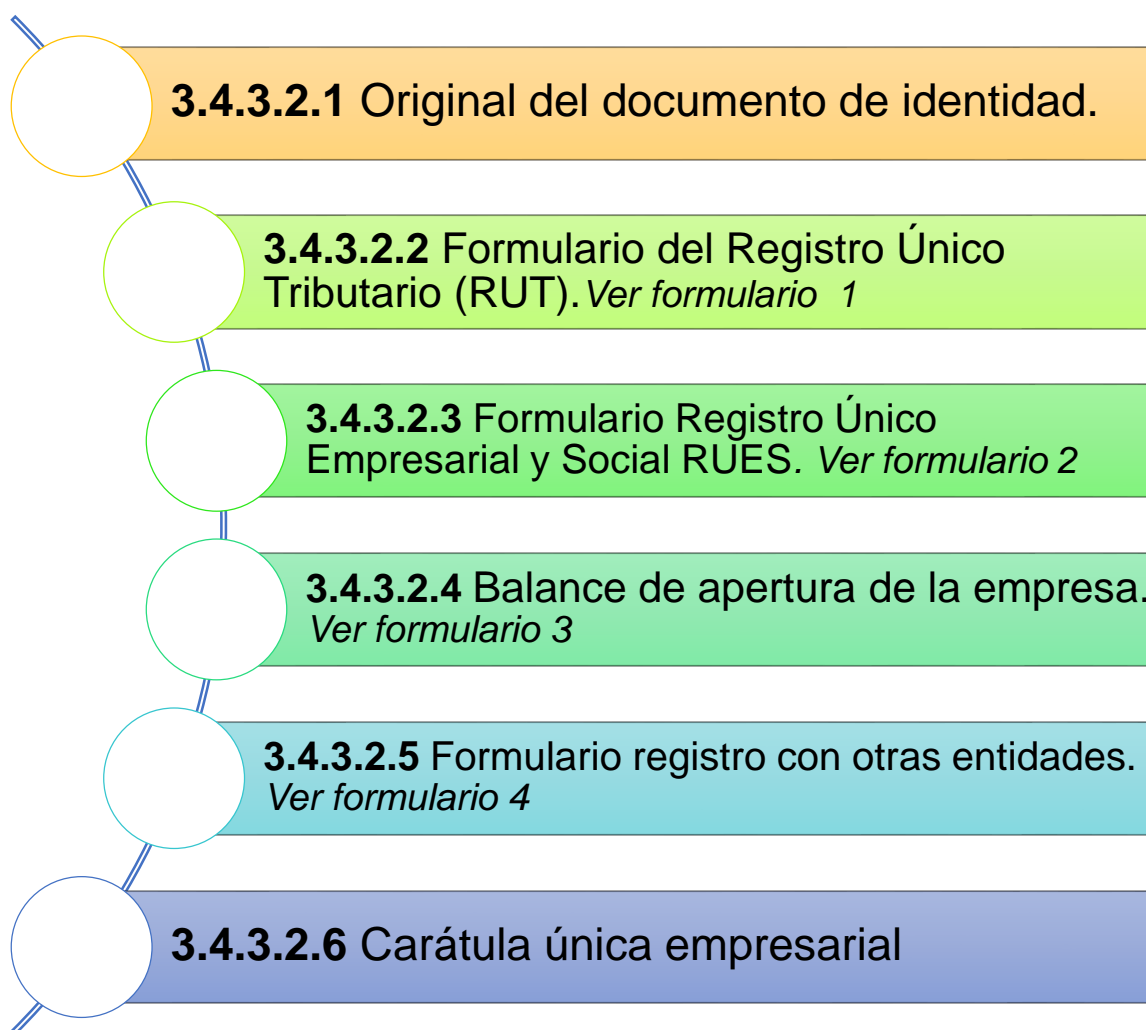 3.4.3.2.1 Original del documento de identidad.
3.4.3.2.2 Formulario del Registro Único
Tributario (RUT). Ver formulario 1
3.4.3.2.3 Formulario Registro Único
Empresarial y Social RUES. Ver formulario 2
3.4.3.2.4 Balance de apertura de la empresa.
Ver formulario 3
3.4.3.2.5 Formulario registro con otras entidades.
Ver formulario 4
3.4.3.2.6 Carátula única empresarial